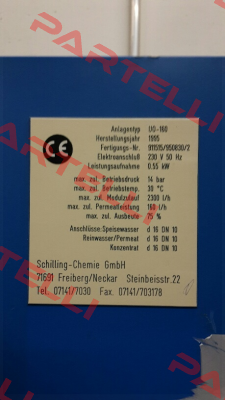 PARTELLI
CE
Anlagentyp UO-160
Herstellungsjahr 1995
Fertigungs-Nr. 911515/950830/2
Elektroanschluß 230 V 50 Hz
Leistungsaufnahme 0.55 kW
max. zul. Betriebsdruck 14 bar
max. zul. Betriebstemp. 30 °C
max. zul. Modulzulauf 2300 l/h
max. zul. Permeatleistung 160 l/h
max. zul. Ausbeute 75 %
Anschlüsse:Speisewasser d 16 DN 10
Reinwasser/Permeat d 16 DN 10
Konzentrat d 16 DN 10
Schilling-Chemie GmbH
71691 Freiberg/Neckar Steinbeisstr.22
Tel. 07141/7030 Fax. 07141/703178
PARTELLI